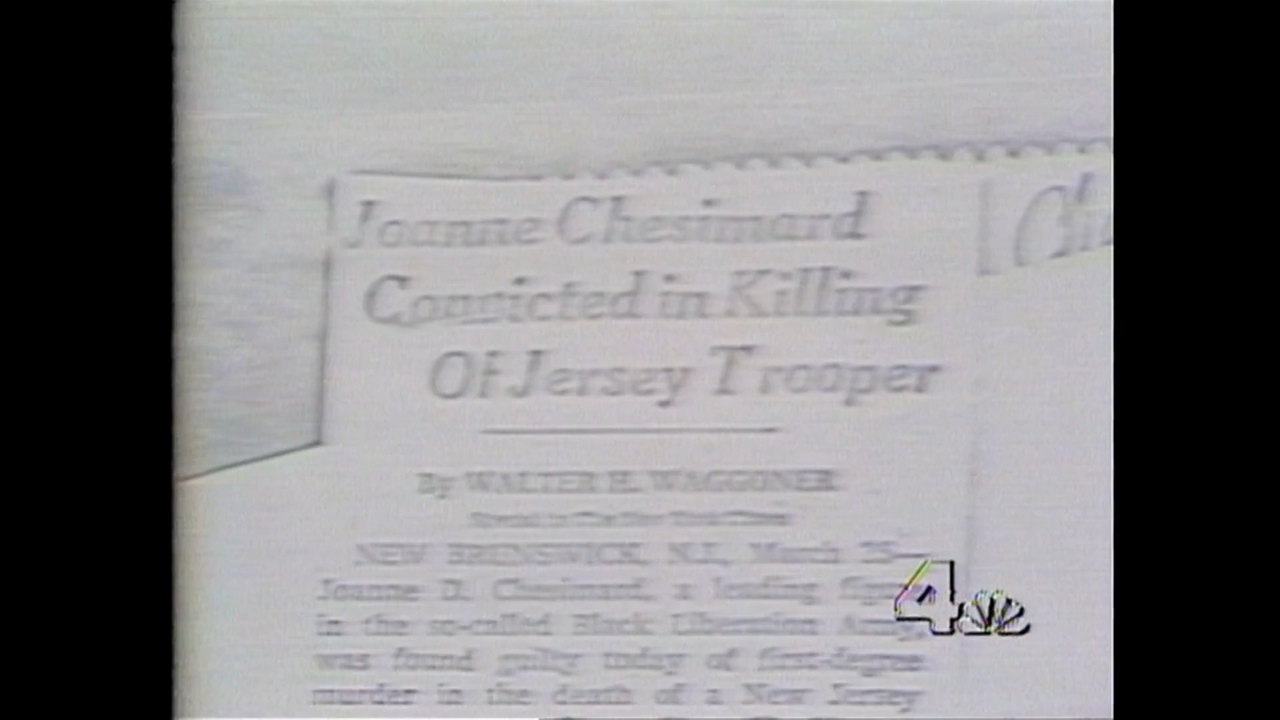 Joanne Chesimard
Convicted in Killing
Of Jersey Trooper
By WALTER H. WAGGONER
Special to The New York Times
NEW BRUNSWICK, N.J., March 25—
Joanne D. Chesimard, a leading figure
in the so-called Black Liberation Army,
was found guilty today of first-degree
murder in the death of a New Jersey
4